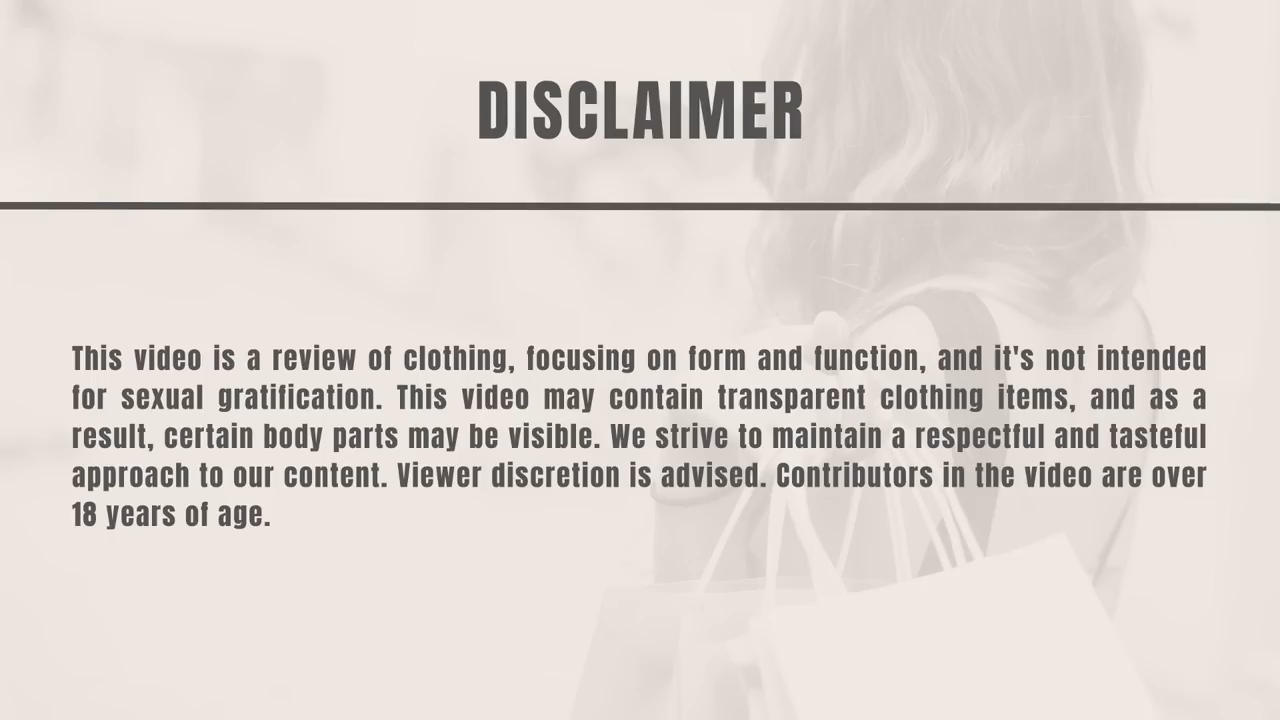 DISCLAIMER
This video is a review of clothing, focusing on form and function, and it's not intended
for sexual gratification. This video may contain transparent clothing items, and as a
result, certain body parts may be visible. We strive to maintain a respectful and tasteful
approach to our content. Viewer discretion is advised. Contributors in the video are over
18 years of age.